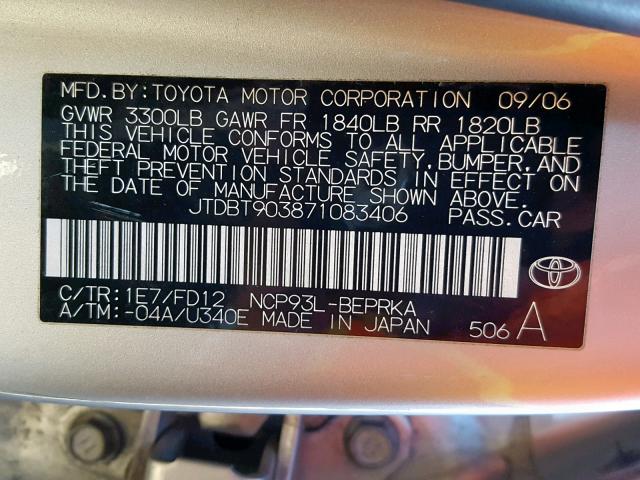 MFD. BY: TOYOTA MOTOR CORPORATION 09/06
GVWR 3300LB GAWR FR 1840LB RR 1820LB
THIS VEHICLE CONFORMS TO ALL APPLICABLE
FEDERAL MOTOR VEHICLE SAFETY, BUMPER, AND
THEFT PREVENTION STANDARDS IN EFFECT ON
THE DATE OF MANUFACTURE SHOWN ABOVE.
JTDBT903871083406 PASS. CAR
C/TR: 1E7/FD12 NCP93L-BEPRKA
A/TM: -04A/U340E MADE IN JAPAN 506 A